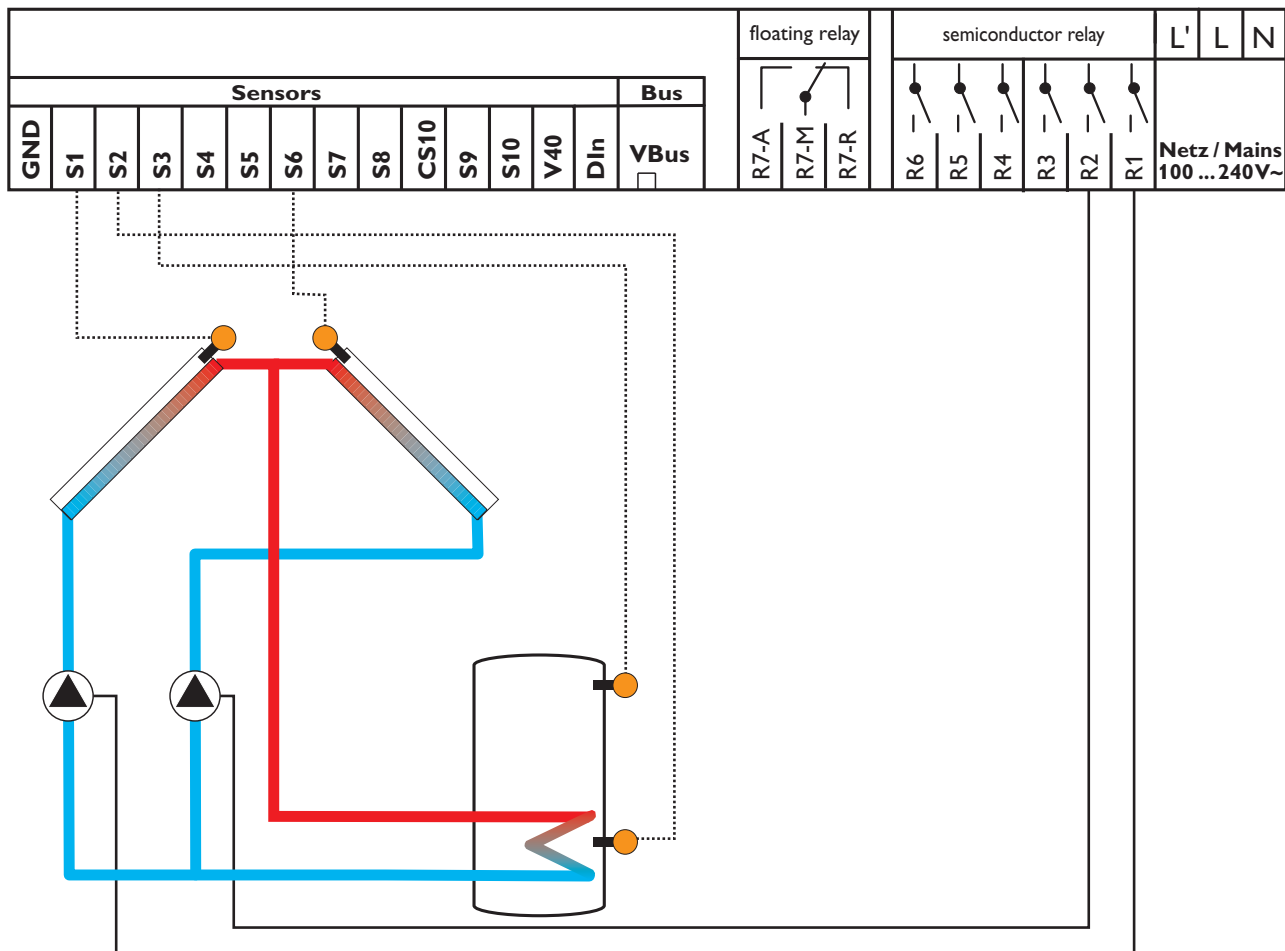 floating relay
semiconductor relay
L'
L
N
Sensors
Bus
GND
S1
S2
S3
S4
S5
S6
S7
S8
CS10
S9
S10
V40
DIn
VBus
R7-A
R7-M
R7-R
R6
R5
R4
R3
R2
R1
Netz / Mains
100 ... 240V~